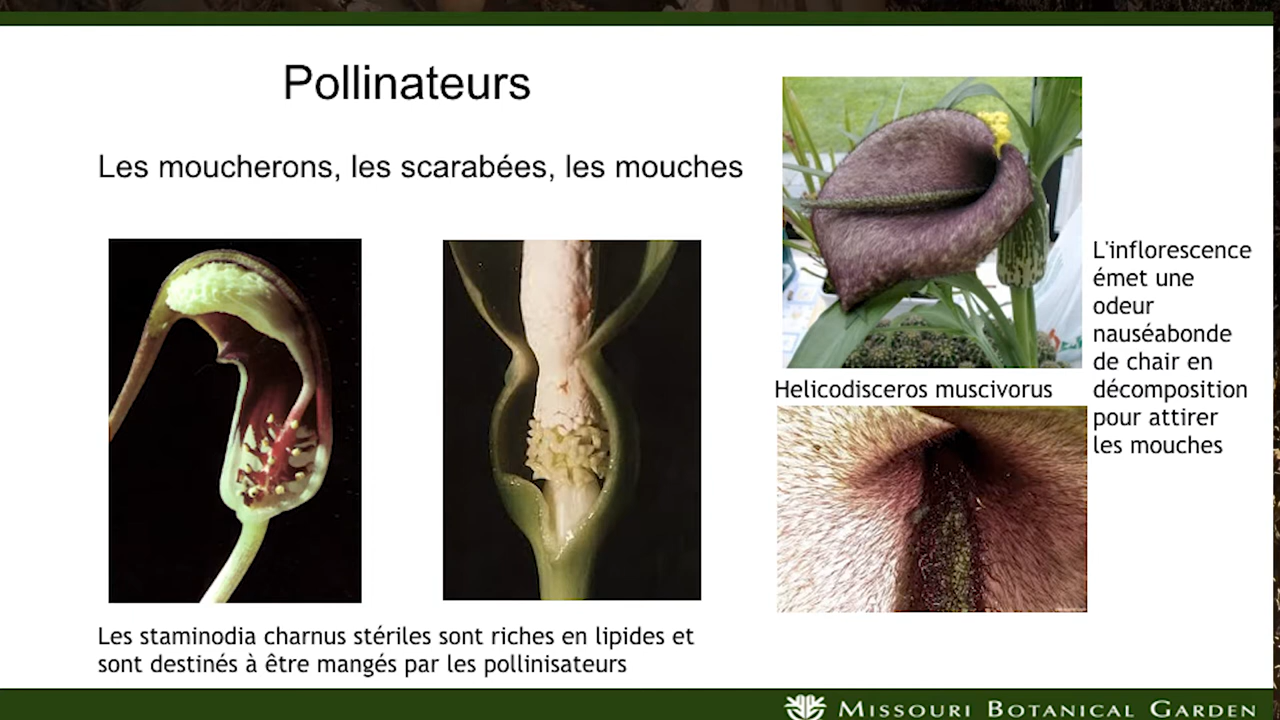 Pollinateurs
Les moucherons, les scarabées, les mouches
Les staminodia charnus stériles sont riches en lipides et
sont destinés à être mangés par les pollinisateurs
Helicodisceros muscivorus
L'inflorescence
émet une
odeur
nauséabonde
de chair en
décomposition
pour attirer
les mouches
MISSOURI BOTANICAL GARDEN